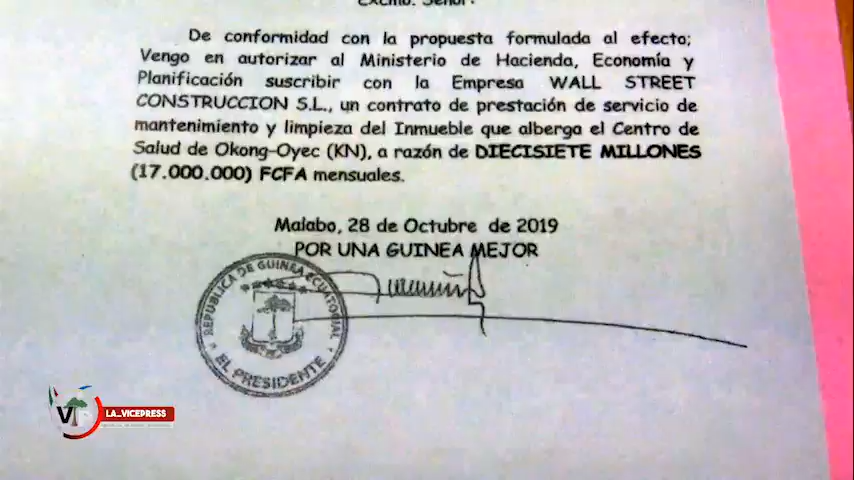 Excmo. Señor:
De conformidad con la propuesta formulada al efecto;
Vengo en autorizar al Ministerio de Hacienda, Economía y
Planificación suscribir con la Empresa WALL STREET
CONSTRUCCION S.L., un contrato de prestación de servicio de
mantenimiento y limpieza del Inmueble que alberga el Centro de
Salud de Okong-Oyec (KN), a razón de DIECISIETE MILLONES
(17.000.000) FCFA mensuales.
Malabo, 28 de Octubre de 2019
POR UNA GUINEA MEJOR
REPUBLICA DE GUINEA ECUATORIAL
EL PRESIDENTE
LA_VICEPRESS